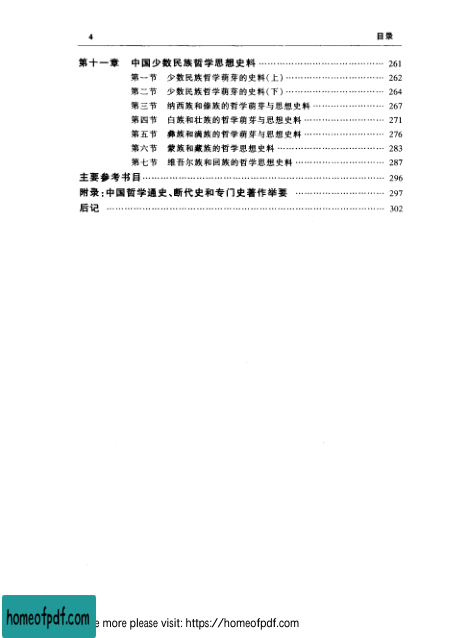 4 目录
第十一章 中国少数民族哲学思想史料 …………………………………… 261
第一节 少数民族哲学萌芽的史料(上) …………………………… 262
第二节 少数民族哲学萌芽的史料(下) …………………………… 264
第三节 纳西族和傣族的哲学萌芽与思想史料 …………………… 267
第四节 白族和壮族的哲学萌芽与思想史料 ……………………… 271
第五节 彝族和满族的哲学萌芽与思想史料 ……………………… 276
第六节 蒙族和藏族的哲学思想史料 ……………………………… 283
第七节 维吾尔族和回族的哲学思想史料 ………………………… 287
主要参考书目 ……………………………………………………………… 296
附录:中国哲学通史、断代史和专门史著作举要 ………………………… 297
后记 ………………………………………………………………………… 302
homeofpdf.com
e more please visit: https://homeofpdf.com